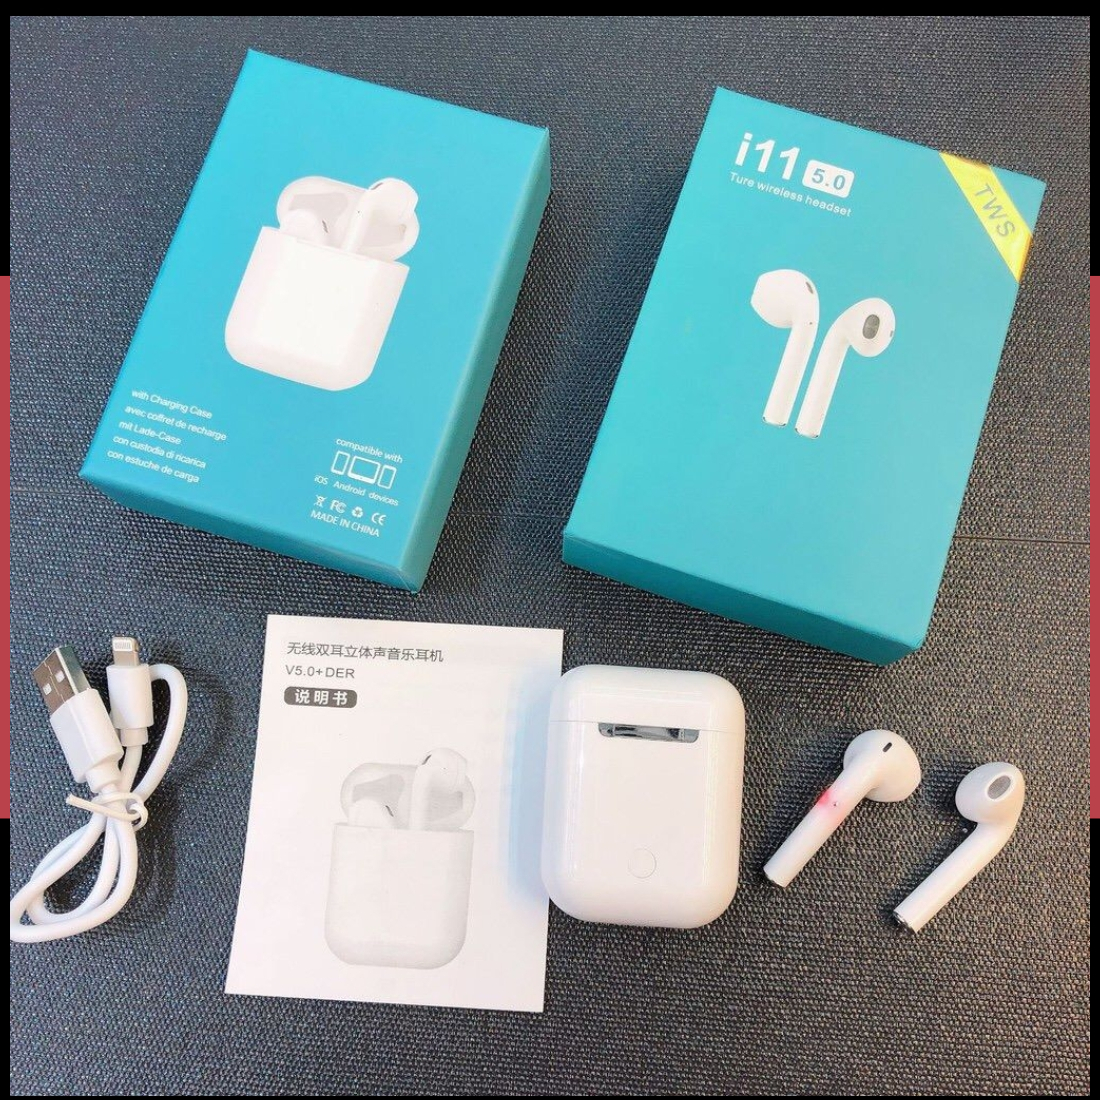 with Charging Case
avec coffret de recharge
mit Lade-Case
con custodia di ricarica
con estuche de carga
compatible with
iOS Android devices
FC CE
MADE IN CHINA
i11 5.0
Ture wireless headset
TWS
无线双耳立体声音乐耳机
V5.0+DER
说明书